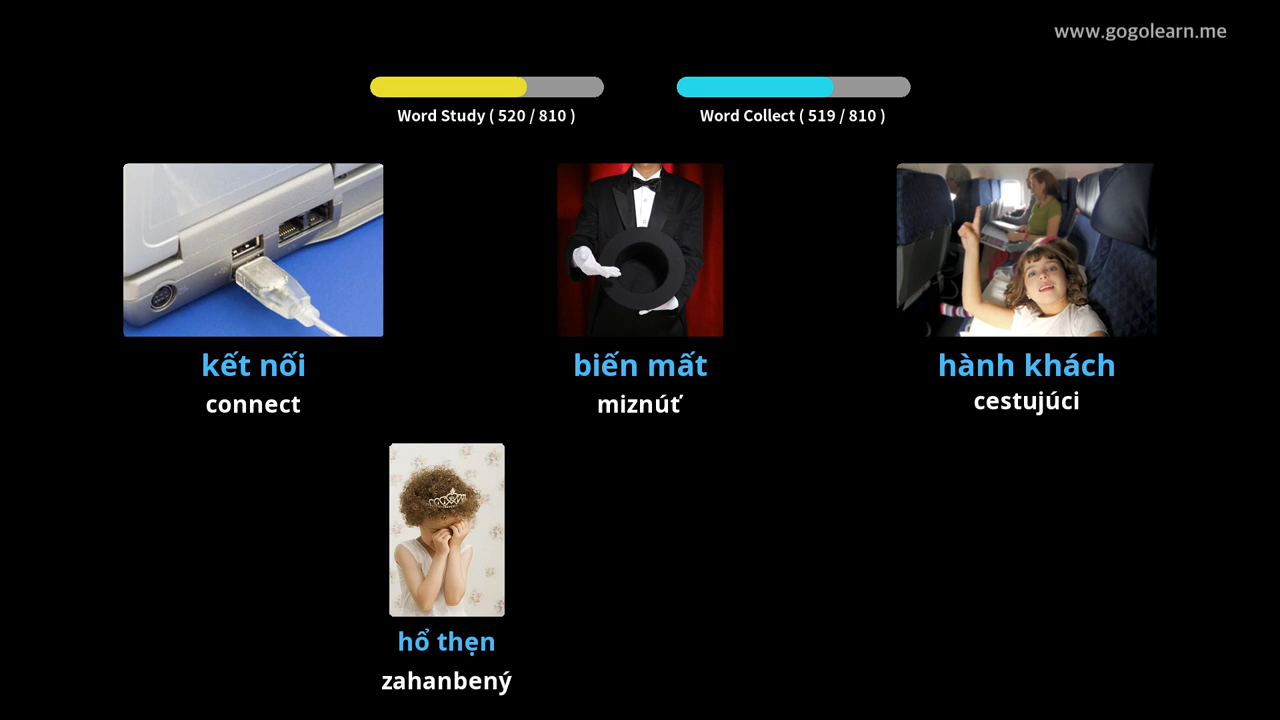 www.gogolearn.me
Word Study ( 520 / 810 )
Word Collect ( 519 / 810 )
kết nối
connect
biến mất
miznúť
hành khách
cestujúci
hổ thẹn
zahanbený